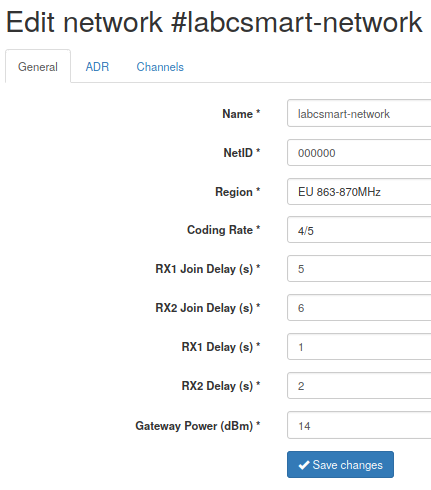 Edit network #labcsmart-network
General ADR Channels
Name * labcsmart-network
NetID * 000000
Region * EU 863-870MHz
Coding Rate * 4/5
RX1 Join Delay (s) * 5
RX2 Join Delay (s) * 6
RX1 Delay (s) * 1
RX2 Delay (s) * 2
Gateway Power (dBm) * 14
Save changes